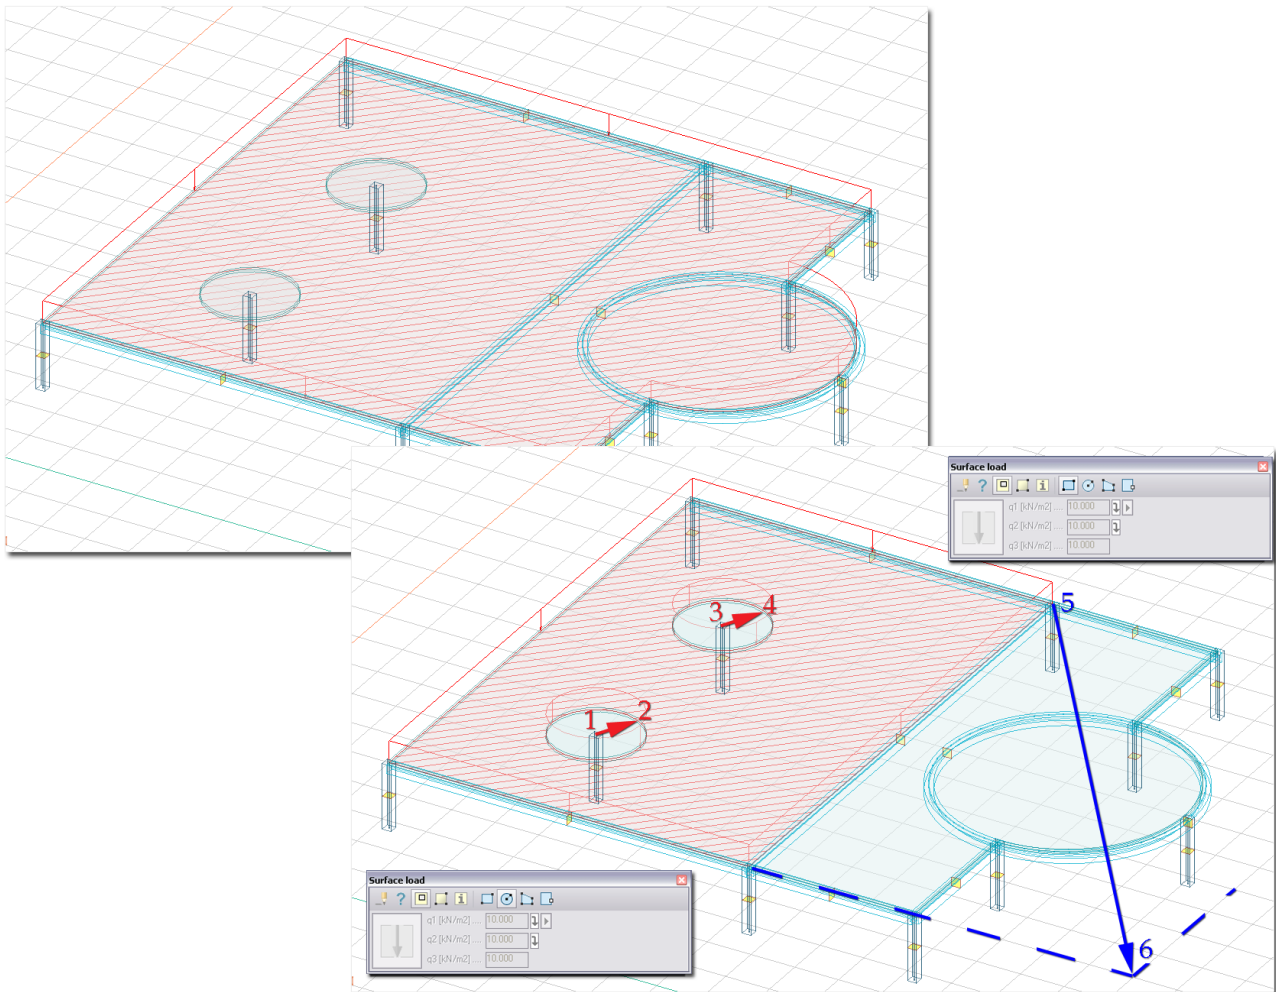 Surface load
q1 [kN/m2] ....
10.000
q2 [kN/m2[ ....
10.000
q3 [kN/m2[ ....
10.000
5
4
3
2
1
Surface load
q1 [kN/m2] ....
10.000
q2 [kN/m2[ ....
10.000
q3 [kN/m2[ ....
10.000
6